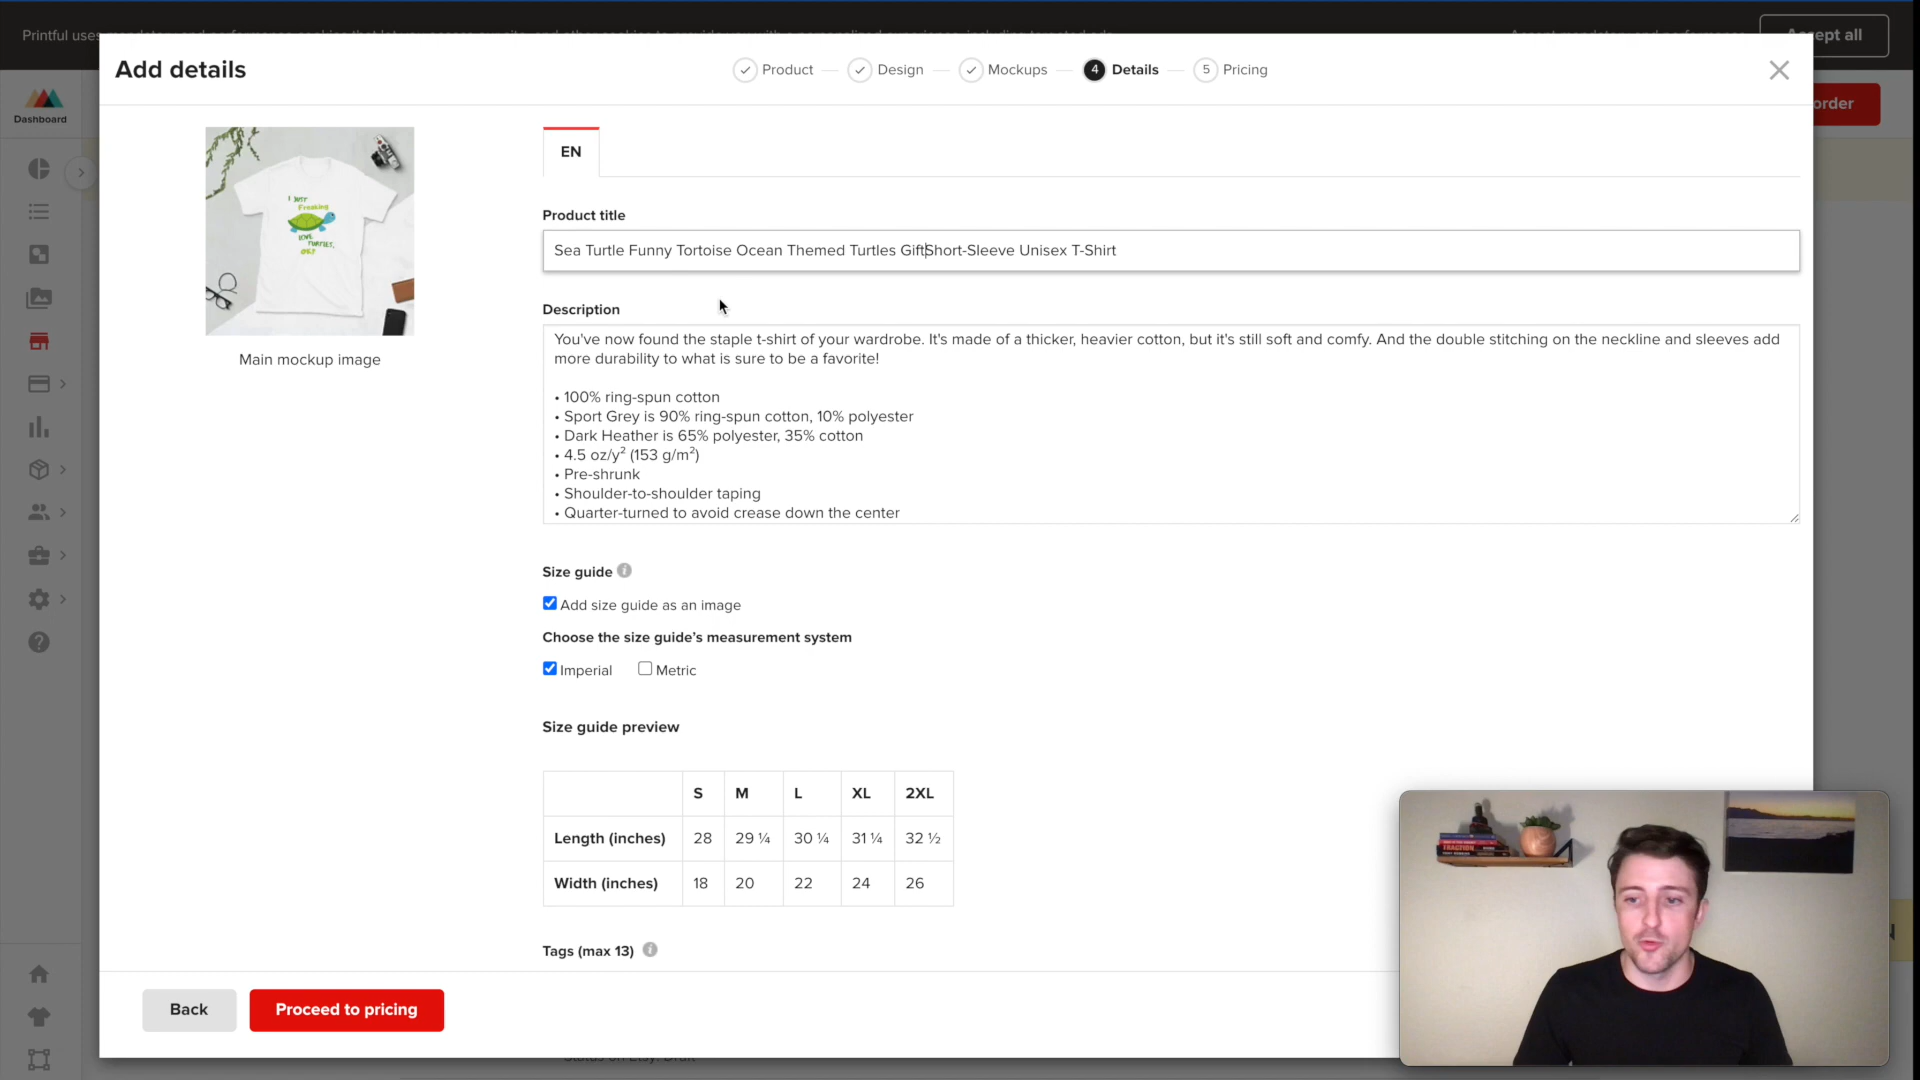 Printful uses
ept all
Add details
Product
Design
Mockups
4 Details
5 Pricing
order
Dashboard
EN
I JUST
Freaking
LOVE
TURTLES,
OK?
Main mockup image
Product title
Sea Turtle Funny Tortoise Ocean Themed Turtles GiftShort-Sleeve Unisex T-Shirt
Description
You've now found the staple t-shirt of your wardrobe. It's made of a thicker, heavier cotton, but it's still soft and comfy. And the double stitching on the neckline and sleeves add
more durability to what is sure to be a favorite!
• 100% ring-spun cotton
• Sport Grey is 90% ring-spun cotton, 10% polyester
• Dark Heather is 65% polyester, 35% cotton
• 4.5 oz/y² (153 g/m²)
• Pre-shrunk
• Shoulder-to-shoulder taping
• Quarter-turned to avoid crease down the center
Size guide
Add size guide as an image
Choose the size guide's measurement system
Imperial
Metric
Size guide preview
S M L XL 2XL
Length (inches) 28 29 ¼ 30 ¼ 31 ¼ 32 ½
Width (inches) 18 20 22 24 26
Tags (max 13)
Back
Proceed to pricing
TRACTION